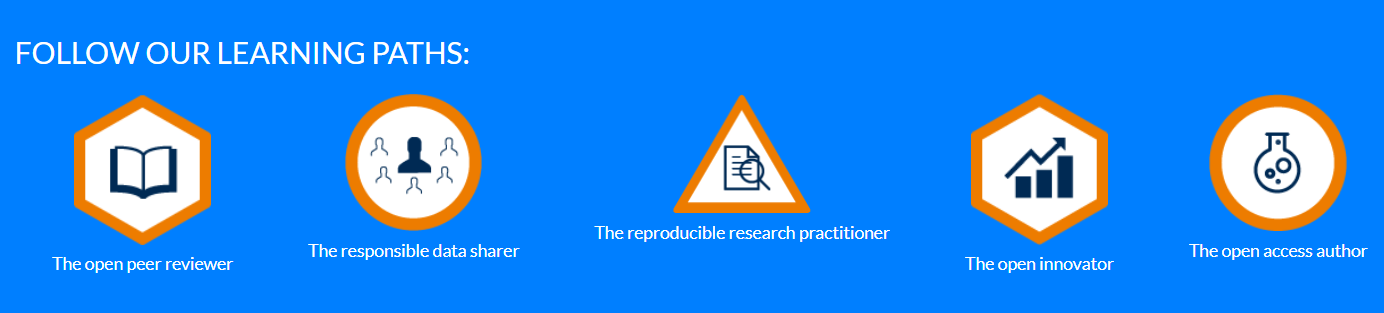 FOLLOW OUR LEARNING PATHS:
The open peer reviewer
The responsible data sharer
The reproducible research practitioner
The open innovator
The open access author